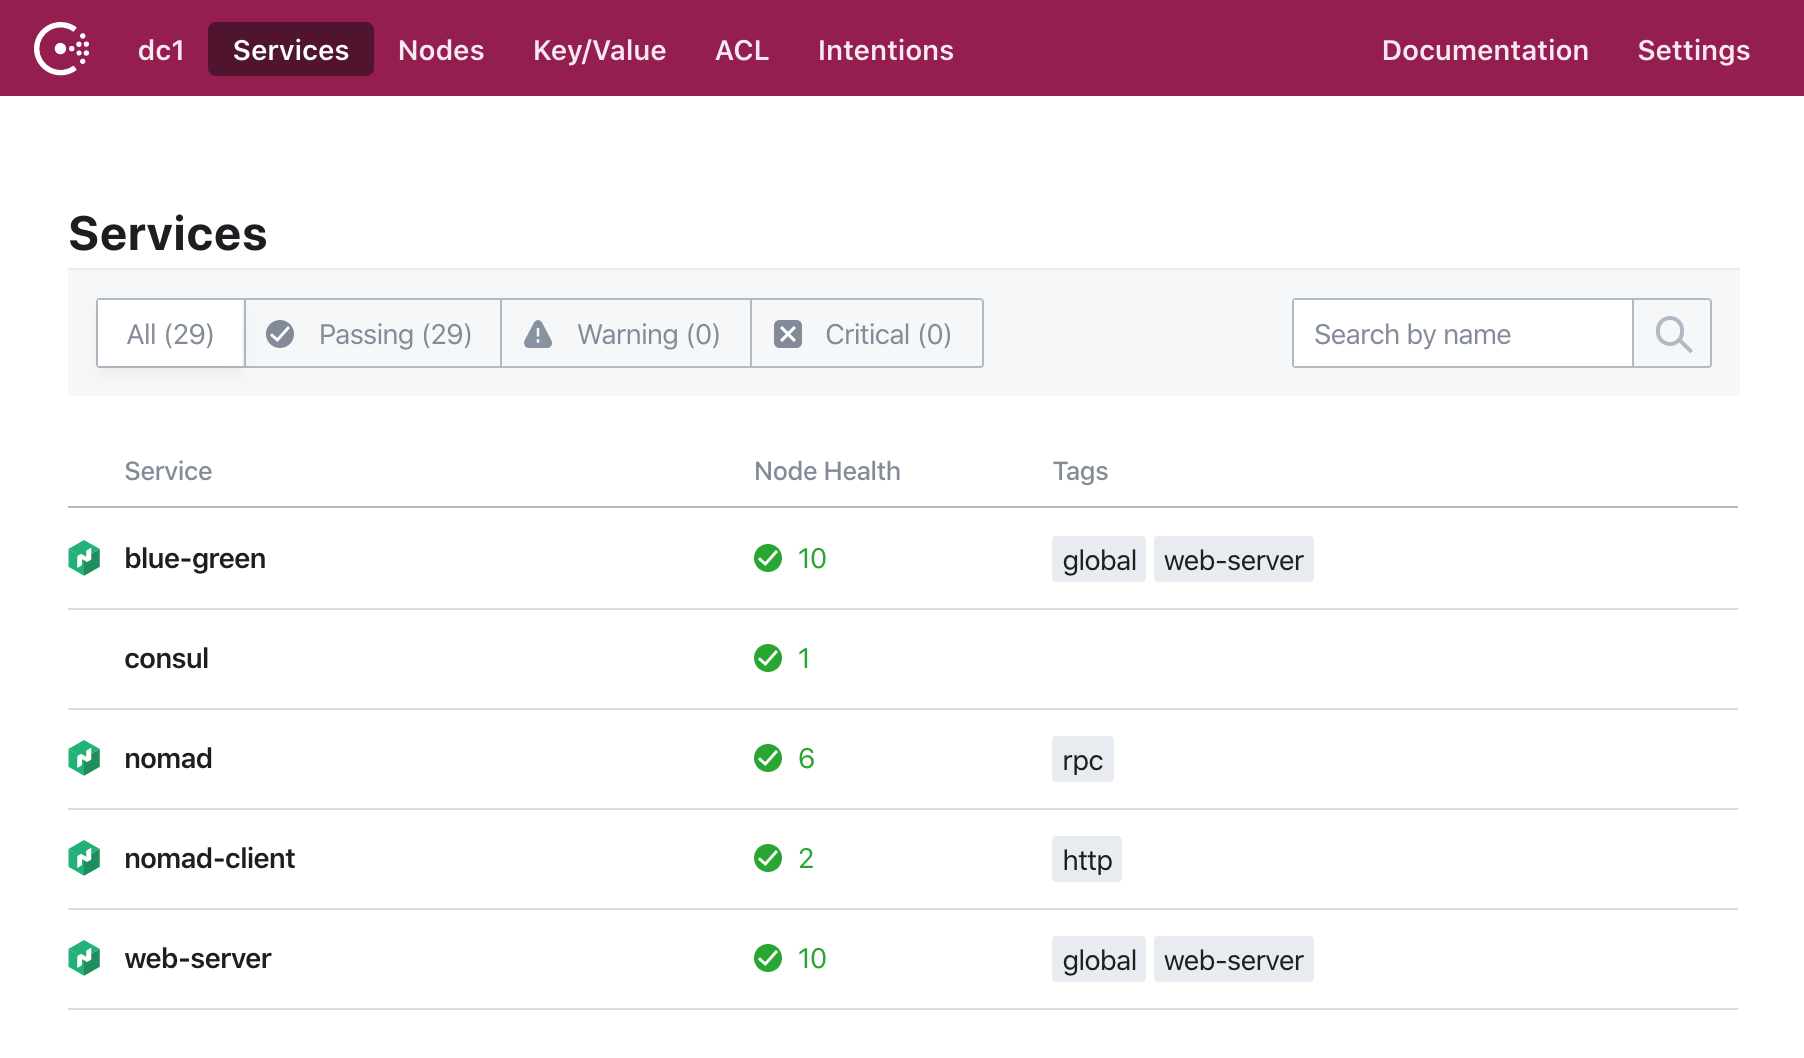 dc1 Services Nodes Key/Value ACL Intentions Documentation Settings
Services
All (29) Passing (29) Warning (0) Critical (0) Search by name
Service Node Health Tags
blue-green 10 global web-server
consul 1
nomad 6 rpc
nomad-client 2 http
web-server 10 global web-server